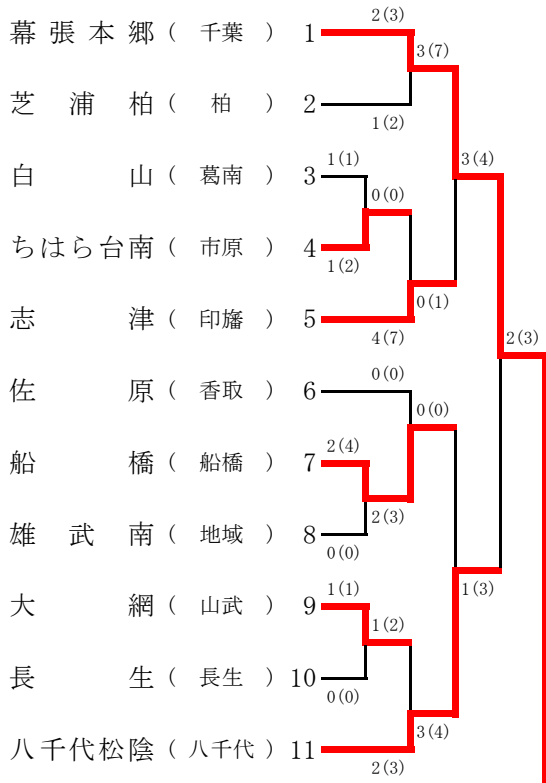 2(3)
幕張本郷 ( 千葉 ) 1
3(7)
芝浦柏 ( 柏 ) 2
1(2)
1(1)
白山 ( 葛南 ) 3
3(4)
0(0)
ちはら台南 ( 市原 ) 4
1(2)
志津 ( 印旛 ) 5
0(1)
4(7)
2(3)
0(0)
佐原 ( 香取 ) 6
0(0)
2(4)
船橋 ( 船橋 ) 7
2(3)
雄武南 ( 地域 ) 8
0(0)
1(1)
1(3)
大網 ( 山武 ) 9
1(2)
長生 ( 長生 ) 10
0(0)
3(4)
八千代松陰 ( 八千代 ) 11
2(3)